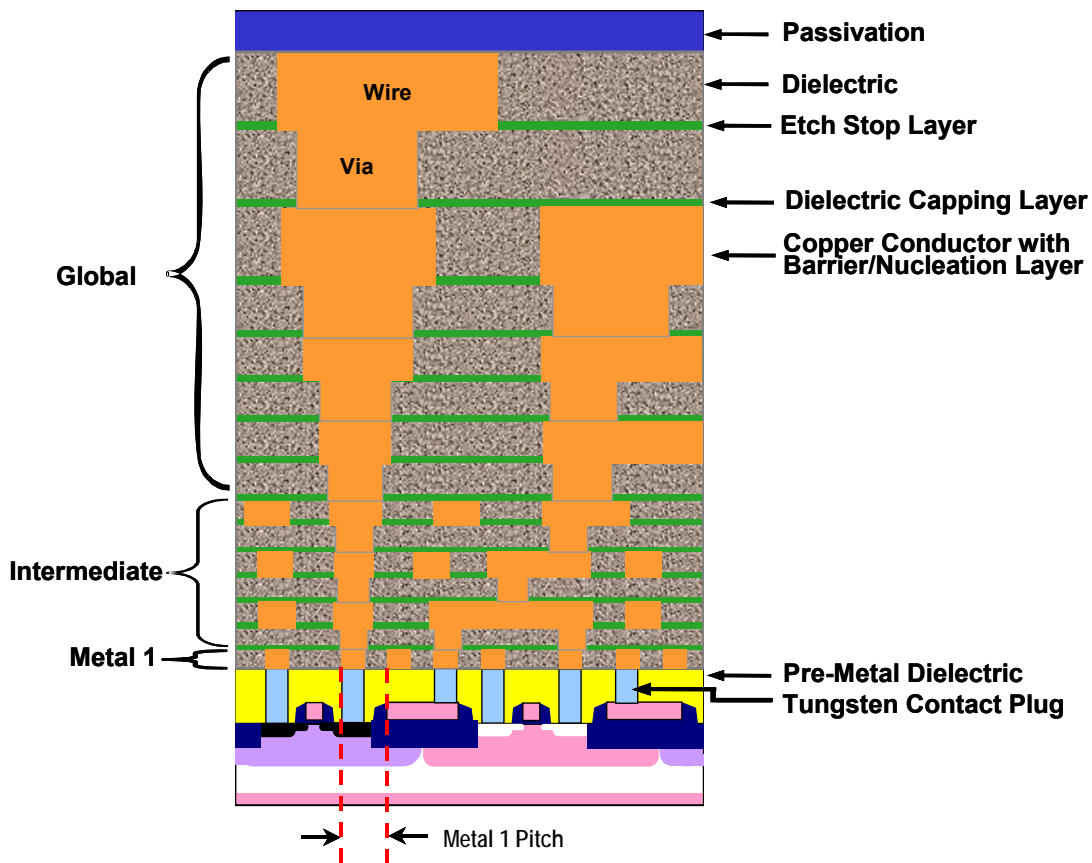 Passivation
Dielectric
Wire
Etch Stop Layer
Via
Dielectric Capping Layer
Copper Conductor with
Barrier/Nucleation Layer
Global
Intermediate
Metal 1
Pre-Metal Dielectric
Tungsten Contact Plug
Metal 1 Pitch